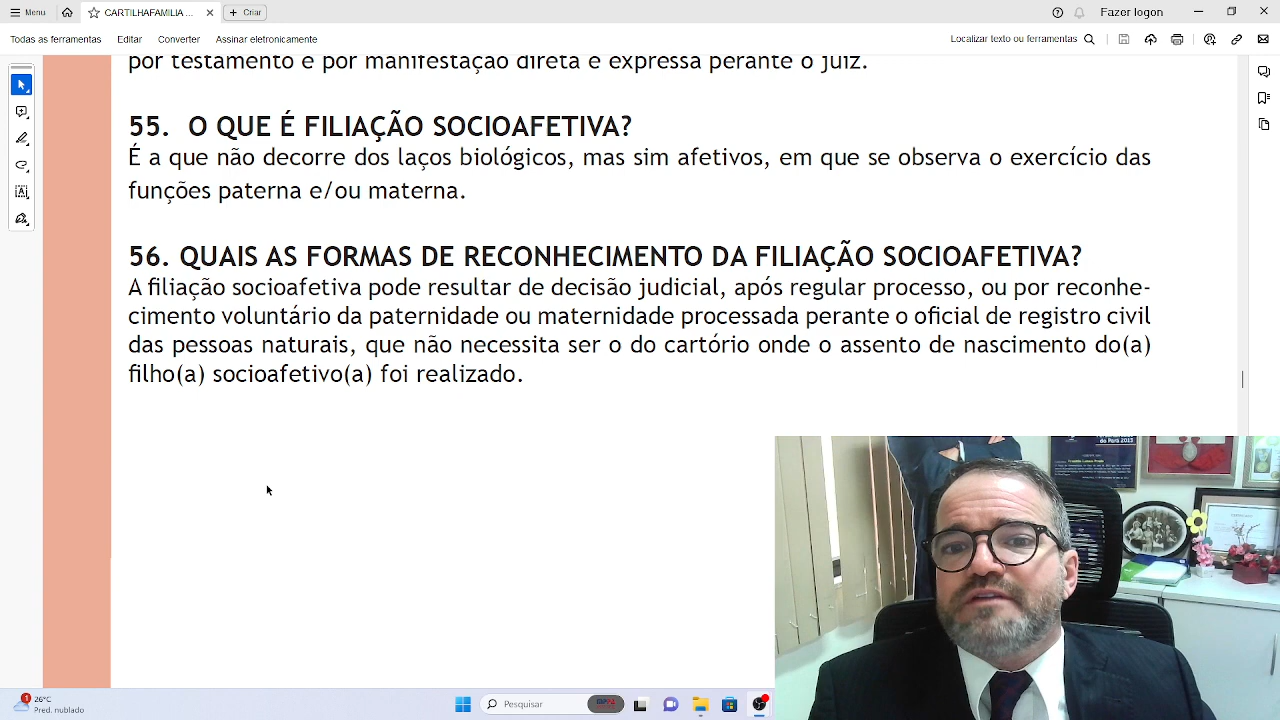 Menu
CARTILHAFAMILIA ...
Criar
Fazer logon
Todas as ferramentas
Editar
Converter
Assinar eletronicamente
Localizar texto ou ferramentas
por testamento e por manifestação direta e expressa perante o juiz.
55. O QUE É FILIAÇÃO SOCIOAFETIVA?
É a que não decorre dos laços biológicos, mas sim afetivos, em que se observa o exercício das
funções paterna e/ou materna.
56. QUAIS AS FORMAS DE RECONHECIMENTO DA FILIAÇÃO SOCIOAFETIVA?
A filiação socioafetiva pode resultar de decisão judicial, após regular processo, ou por reconhe-
cimento voluntário da paternidade ou maternidade processada perante o oficial de registro civil
das pessoas naturais, que não necessita ser o do cartório onde o assento de nascimento do(a)
filho(a) socioafetivo(a) foi realizado.
do Pará 2015
1
26°C
Pred. nublado
Pesquisar